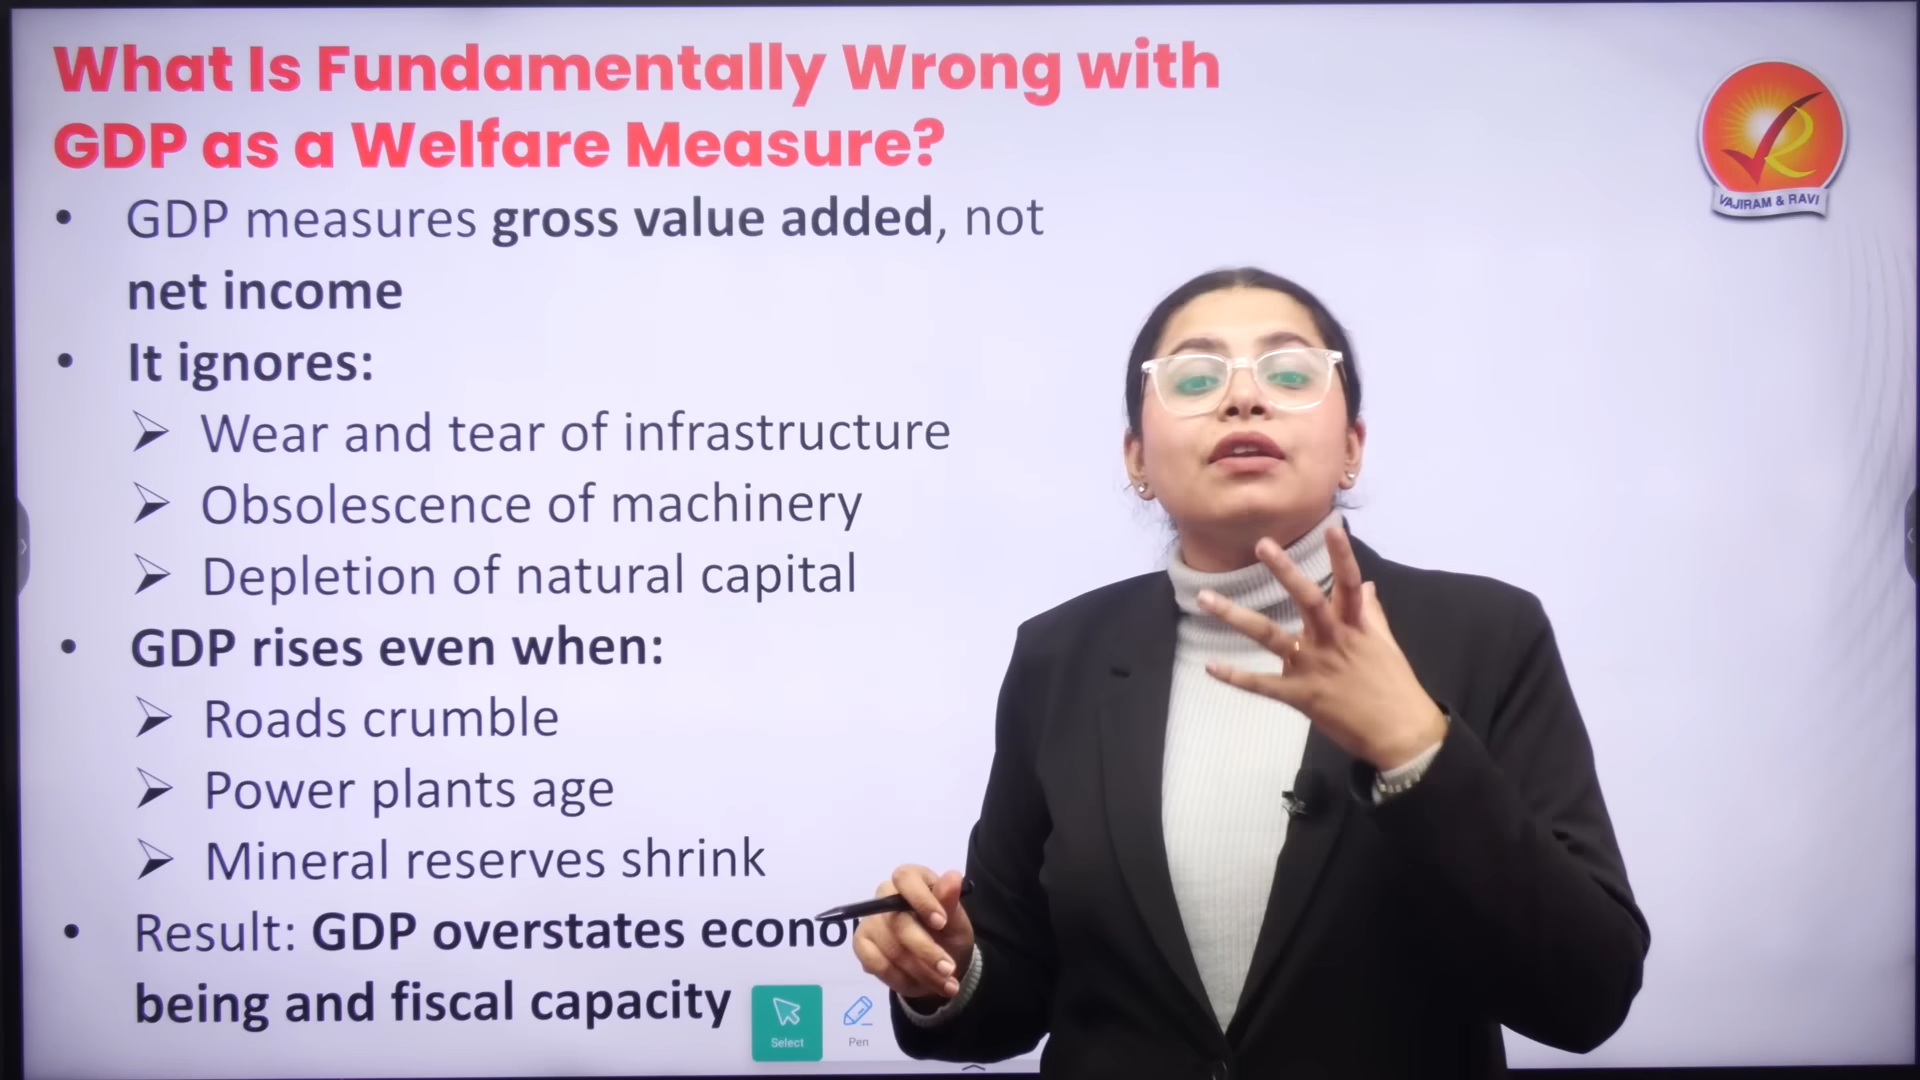 What Is Fundamentally Wrong with
GDP as a Welfare Measure?
• GDP measures gross value added, not
net income
• It ignores:
➢ Wear and tear of infrastructure
➢ Obsolescence of machinery
➢ Depletion of natural capital
• GDP rises even when:
➢ Roads crumble
➢ Power plants age
➢ Mineral reserves shrink
• Result: GDP overstates
being and fiscal capacity
Select
Pen
VAJIRAM & RAVI